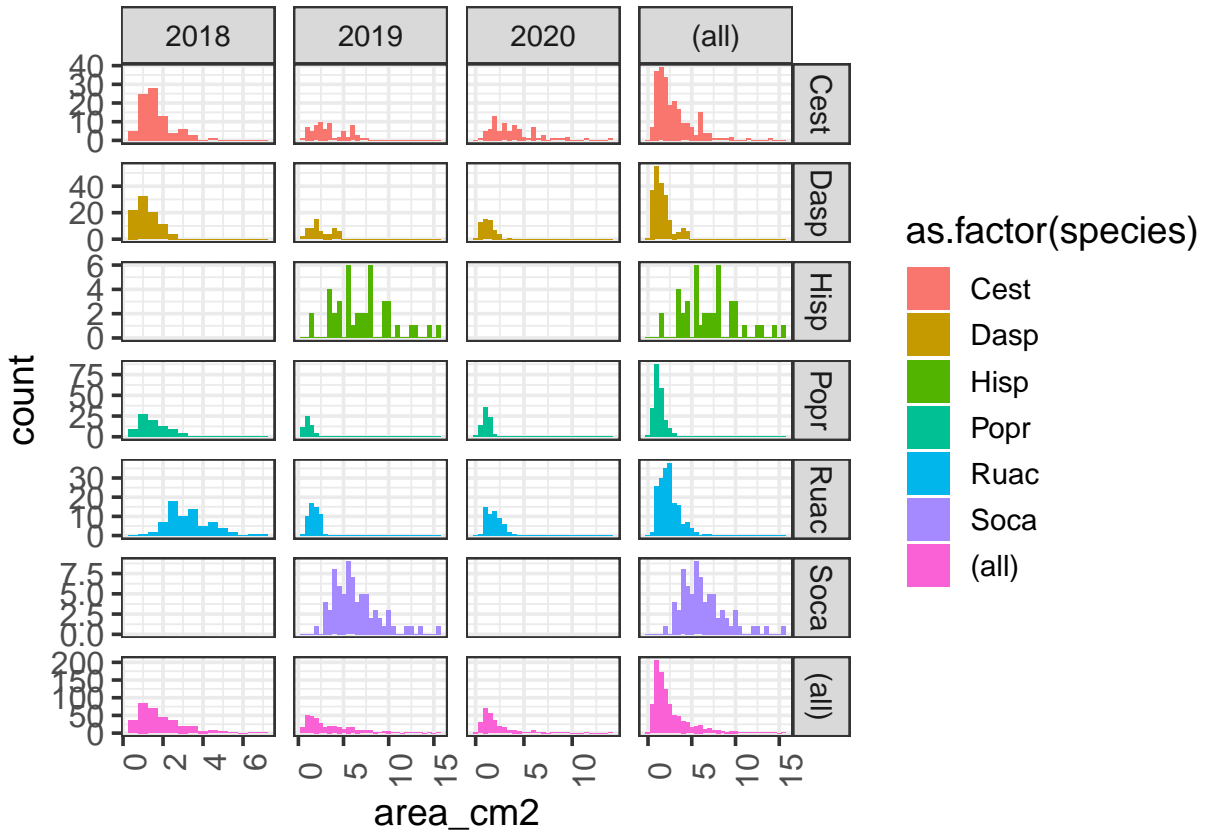 2018 2019 2020 (all)
40
30
20
10
0
Cest
40
20
0
Dasp
6
4
2
0
Hisp
75
50
25
0
Popr
30
20
10
0
Ruac
7.5
5.0
2.5
0.0
Soca
200
150
100
50
0
(all)
0 2 4 6 0 5 10 15 0 5 10 0 5 10 15
area_cm2
count
as.factor(species)
Cest
Dasp
Hisp
Popr
Ruac
Soca
(all)